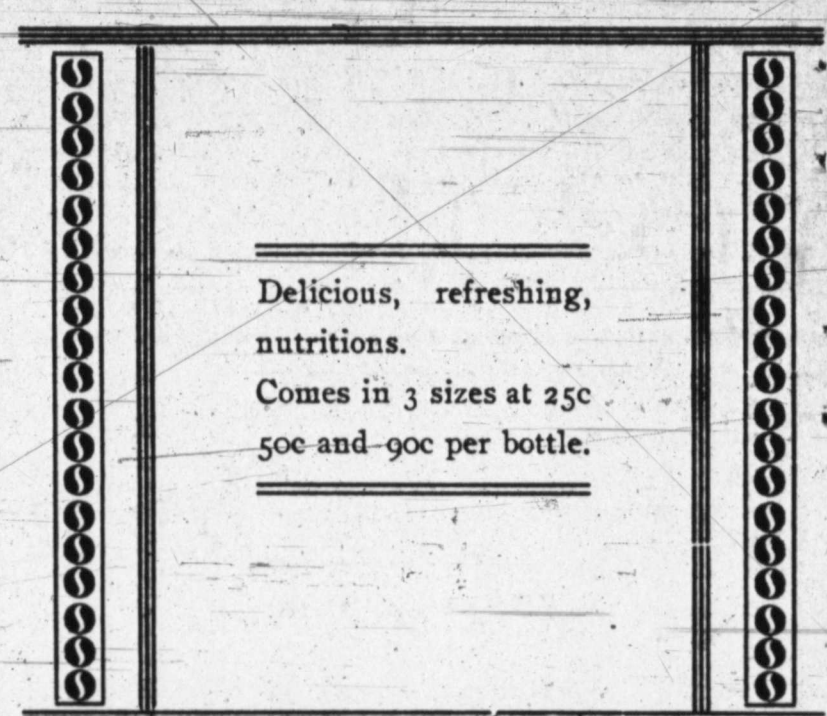 Delicious, refreshing,
nutritions.
Comes in 3 sizes at 25c
50c and 90c per bottle.